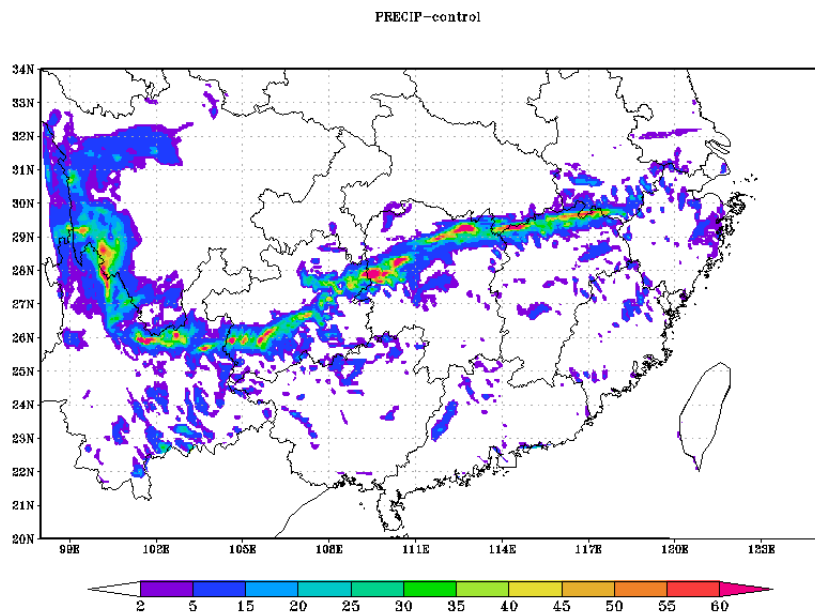 PRECIP-control
34N
33N
32N
31N
30N
29N
28N
27N
26N
25N
24N
23N
22N
21N
20N
99E 102E 105E 108E 111E 114E 117E 120E 123E
2 5 15 20 25 30 35 40 45 50 55 60